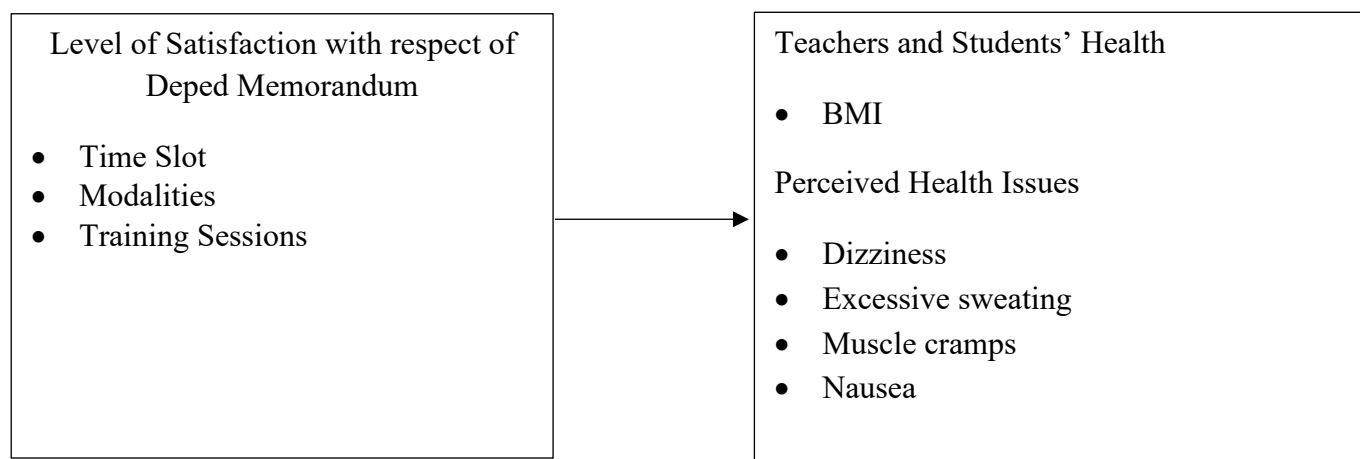 Level of Satisfaction with respect of
Deped Memorandum
• Time Slot
• Modalities
• Training Sessions
Teachers and Students’ Health
• BMI
Perceived Health Issues
• Dizziness
• Excessive sweating
• Muscle cramps
• Nausea